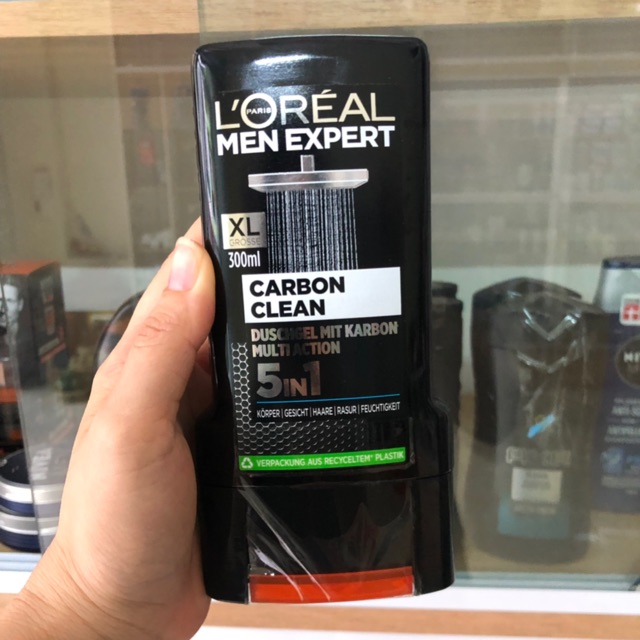 L'ORÉAL
PARIS
MEN EXPERT
XL
GRÖSSE
300ml
CARBON
CLEAN
DUSCHGEL MIT KARBON
MULTI ACTION
5IN1
KÖRPER | GESICHT | HAARE | RASUR | FEUCHTIGKEIT
VERPACKUNG AUS RECYCELTEM* PLASTIK